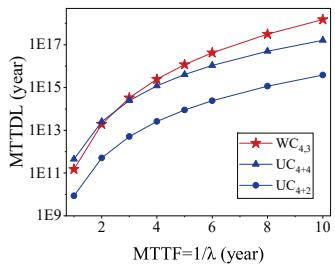 1E17
1E15
1E13
1E11
1E9
MTTDL (year)
WC4,3
UC4+4
UC4+2
2 4 6 8 10
MTTF=1/λ (year)